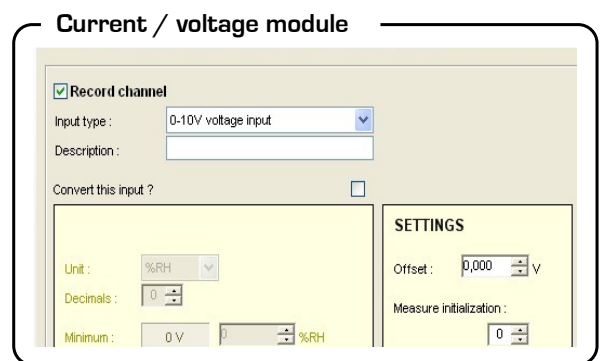 Current / voltage module
Record channel
Input type : 0-10V voltage input
Description :
Convert this input ?
SETTINGS
Unit : %RH
Offset : 0,000 V
Decimals : 0
Measure initialization :
Minimum : 0 V 0 %RH
0